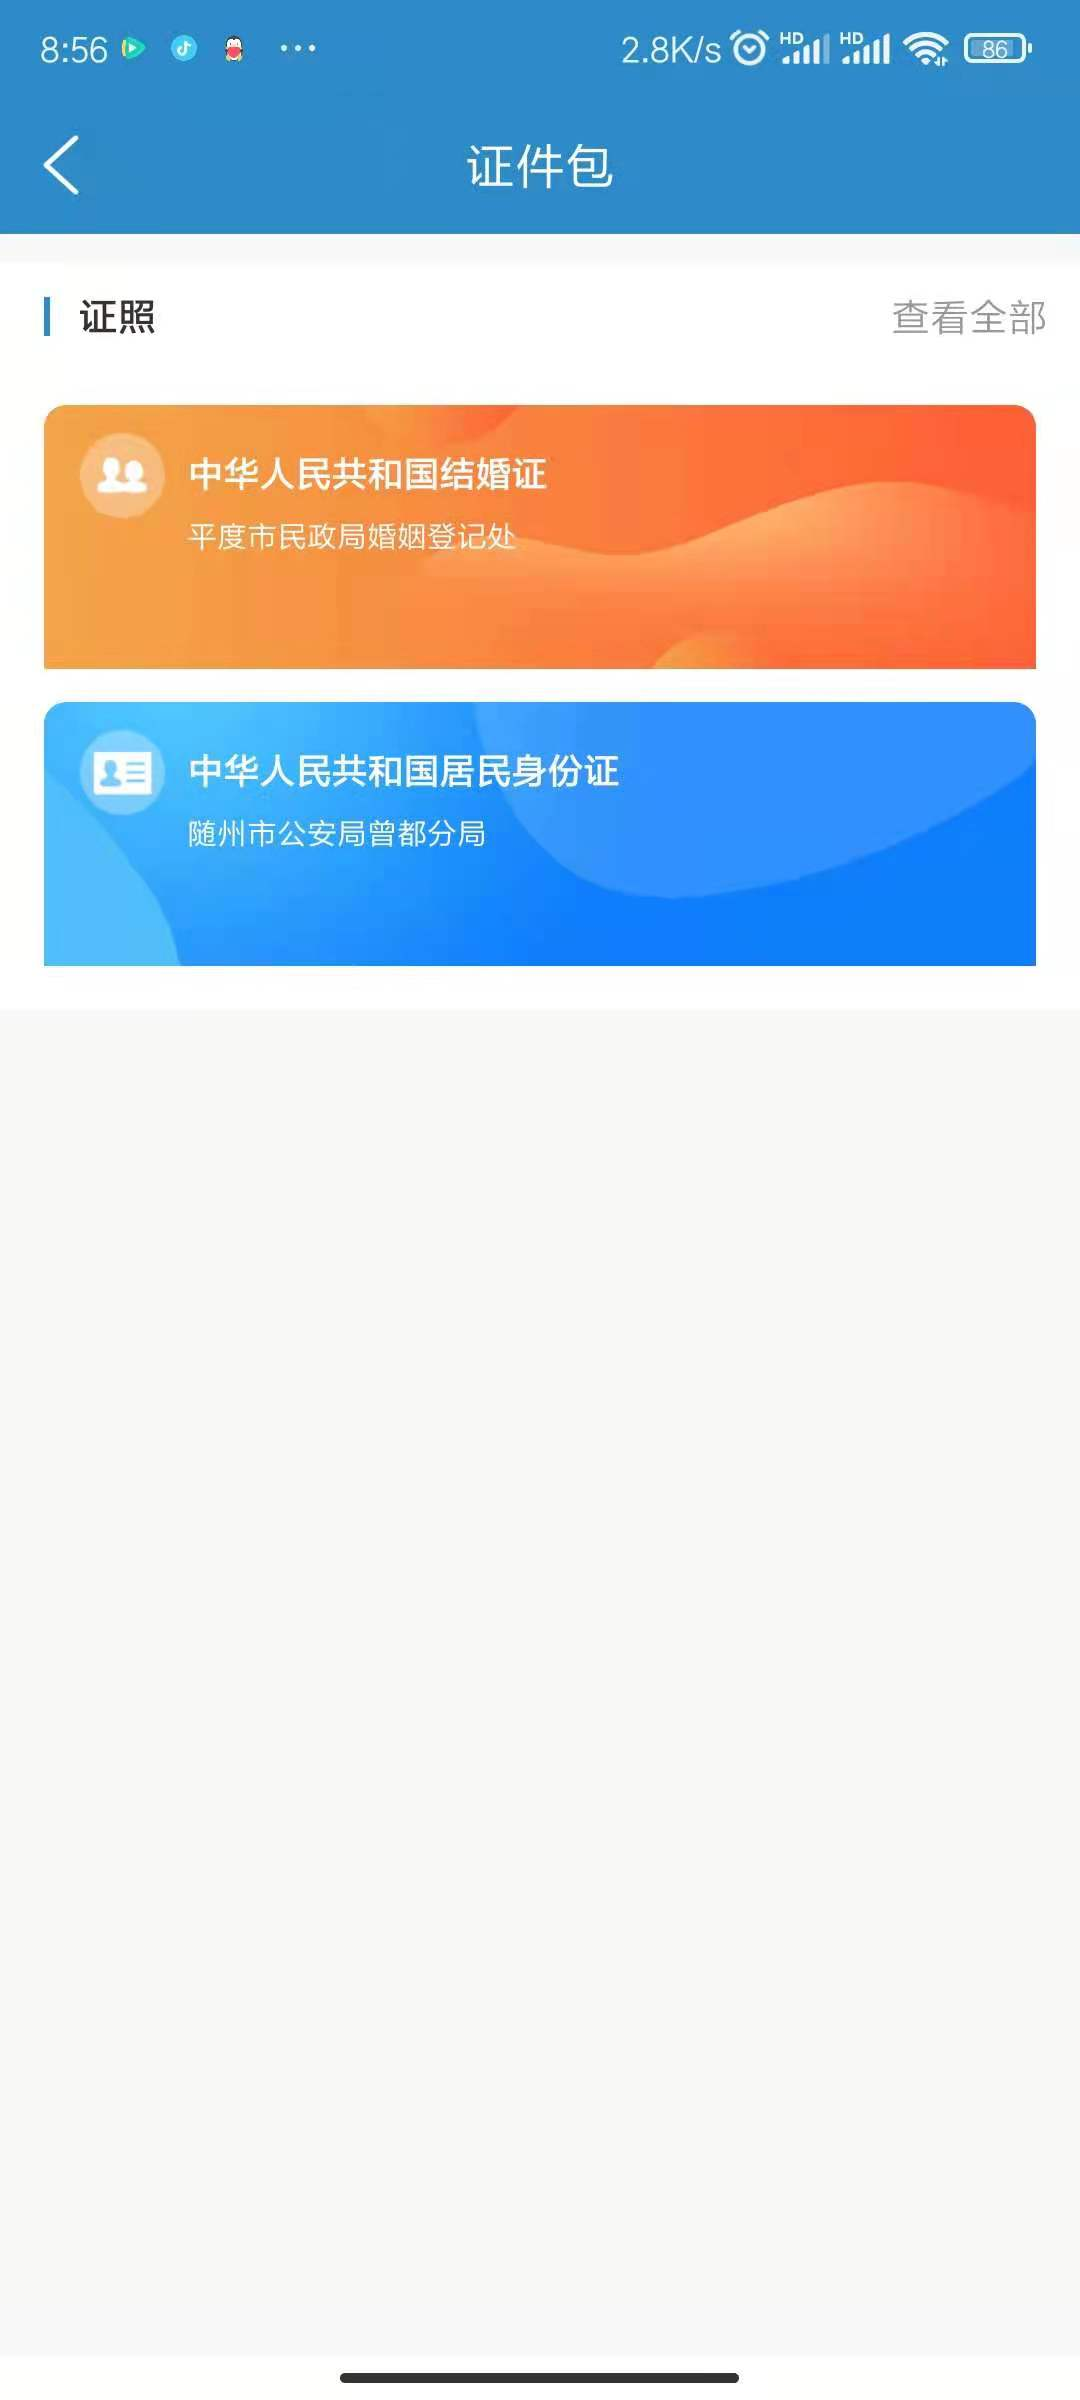 8:56
2.8K/s HD HD 86
证件包
证照
查看全部
中华人民共和国结婚证
平度市民政局婚姻登记处
中华人民共和国居民身份证
随州市公安局曾都分局